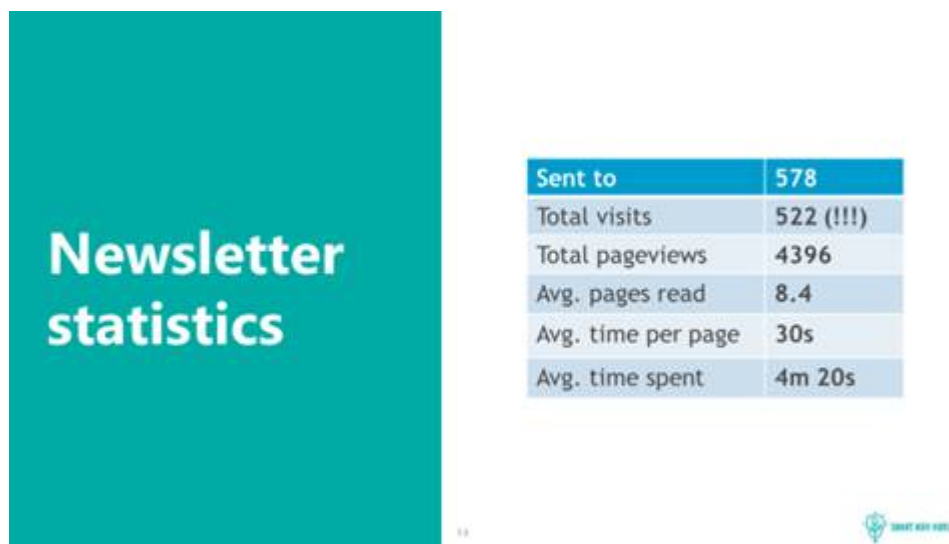 Newsletter
statistics
Sent to 578
Total visits 522 (!!!)
Total pageviews 4396
Avg. pages read 8.4
Avg. time per page 30s
Avg. time spent 4m 20s